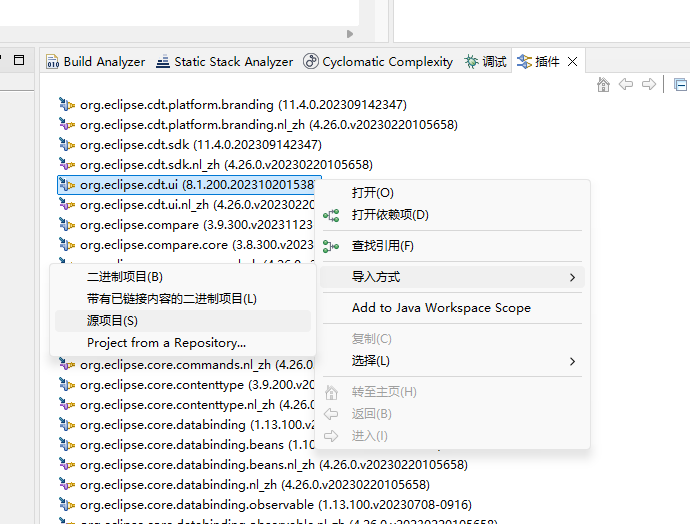 Build Analyzer Static Stack Analyzer Cyclomatic Complexity 调试 插件
org.eclipse.cdt.platform.branding (11.4.0.202309142347)
org.eclipse.cdt.platform.branding.nl_zh (4.26.0.v20230220105658)
org.eclipse.cdt.sdk (11.4.0.202309142347)
org.eclipse.cdt.sdk.nl_zh (4.26.0.v20230220105658)
org.eclipse.cdt.ui (8.1.200.202310201538)
org.eclipse.cdt.ui.nl_zh (4.26.0.v2023022
org.eclipse.compare (3.9.300.v20231123
org.eclipse.compare.core (3.8.300.v2023
打开(O)
打开依赖项(D)
查找引用(F)
导入方式
Add to Java Workspace Scope
复制(C)
选择(L)
转至主页(H)
返回(B)
进入(I)
二进制项目(B)
带有已链接内容的二进制项目(L)
源项目(S)
Project from a Repository...
org.eclipse.core.commands.nl_zh (4.26.0
org.eclipse.core.contenttype (3.9.200.v2
org.eclipse.core.contenttype.nl_zh (4.26.
org.eclipse.core.databinding (1.13.100.v
org.eclipse.core.databinding.beans (1.10
org.eclipse.core.databinding.beans.nl_zh (4.26.0.v20230220105658)
org.eclipse.core.databinding.nl_zh (4.26.0.v20230220105658)
org.eclipse.core.databinding.observable (1.13.100.v20230708-0916)
org.eclipse.core.databinding.observable.nl_zh (4.26.0.v20230220105658)